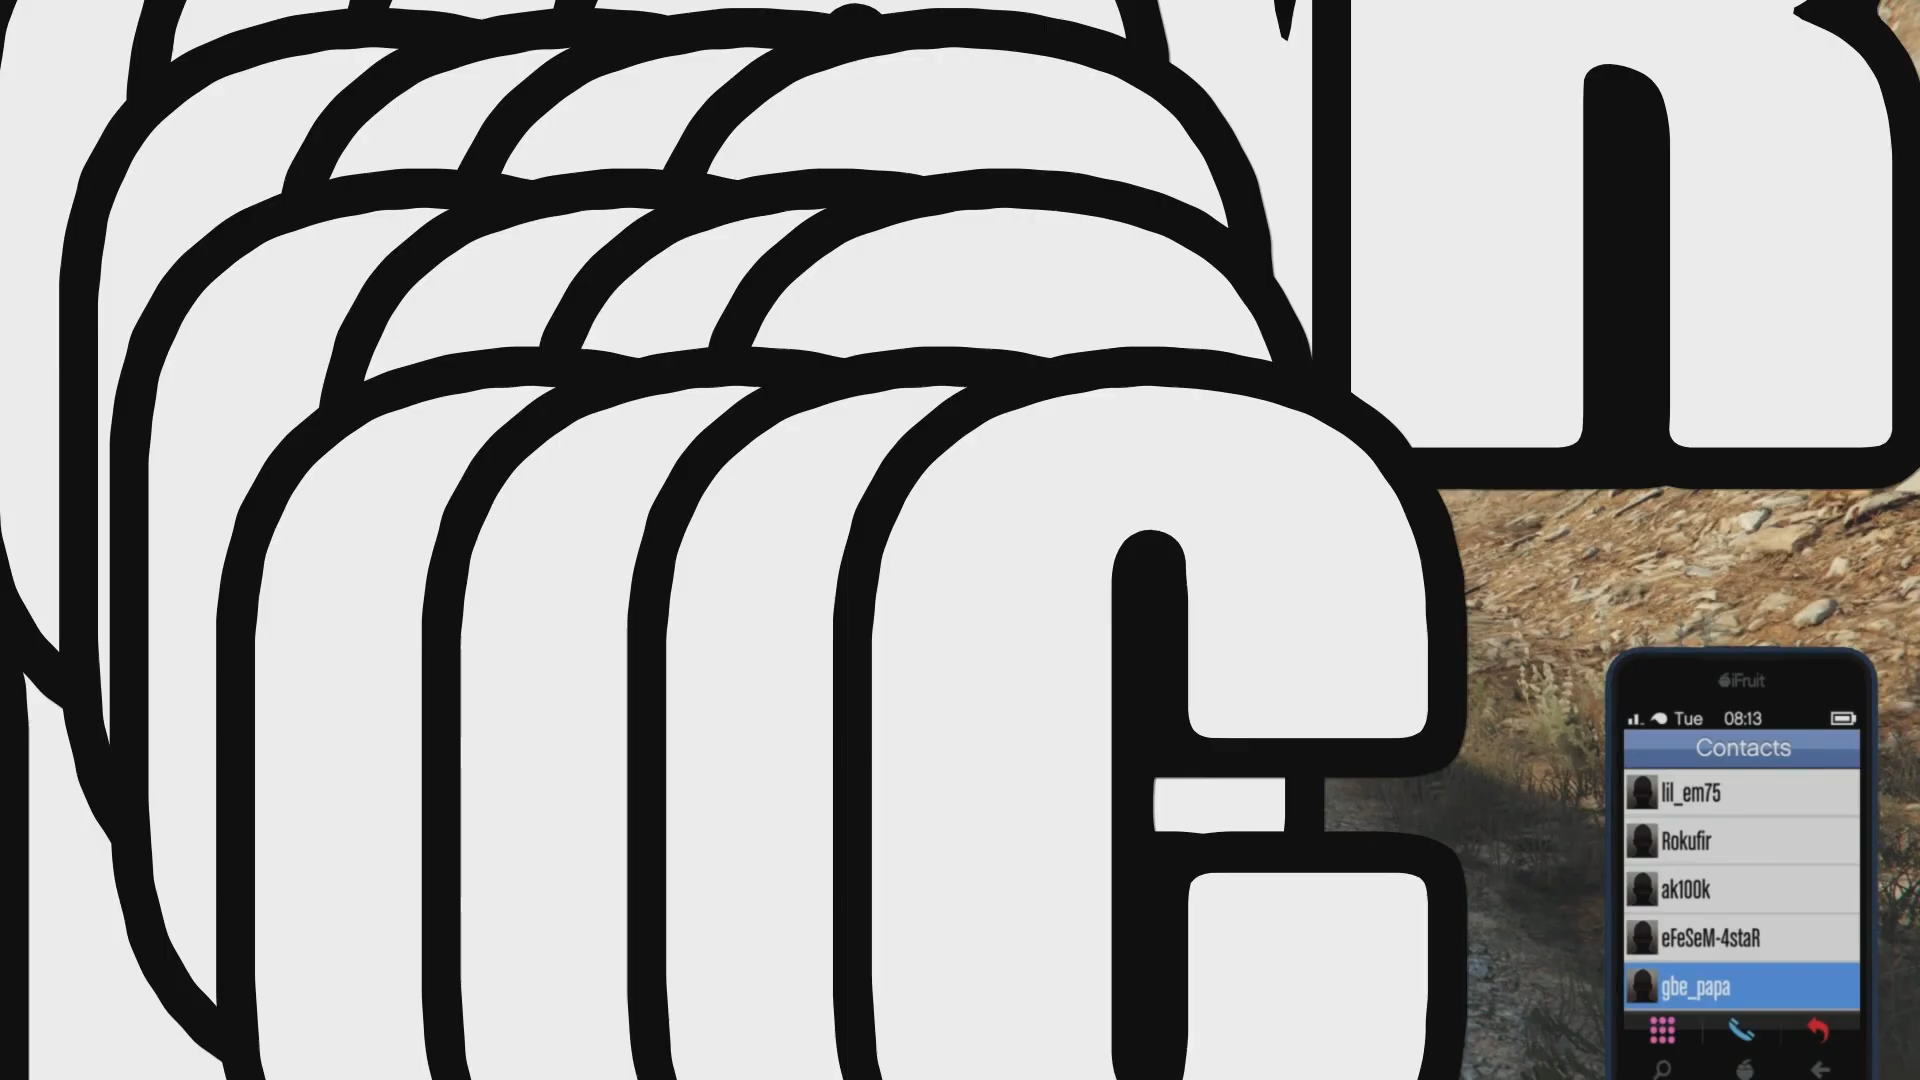 R
C
iFruit
Tue 08:13
Contacts
lil_em75
Rokufir
ak100k
eFeSeM-4staR
gbe_papa